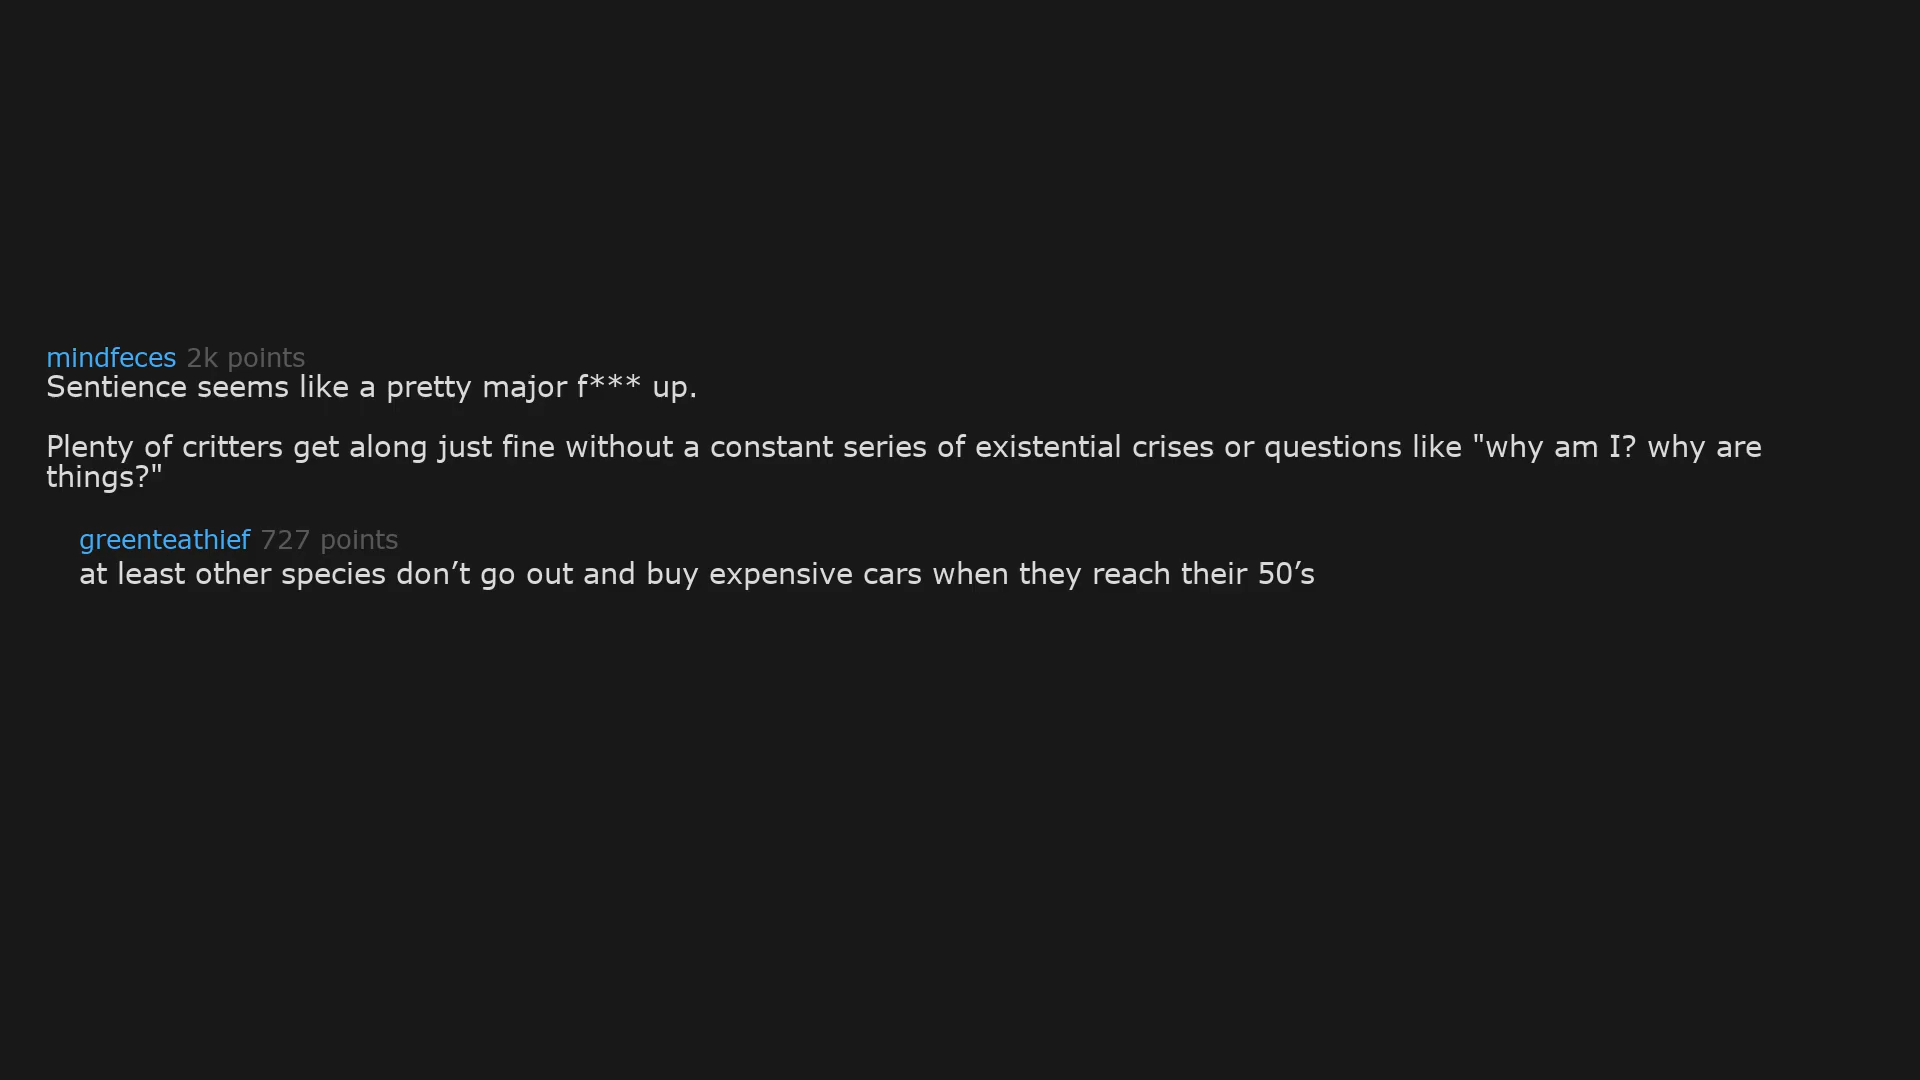 mindfeces 2k points
Sentience seems like a pretty major f*** up.
Plenty of critters get along just fine without a constant series of existential crises or questions like "why am I? why are
things?"
greenteathief 727 points
at least other species don’t go out and buy expensive cars when they reach their 50’s